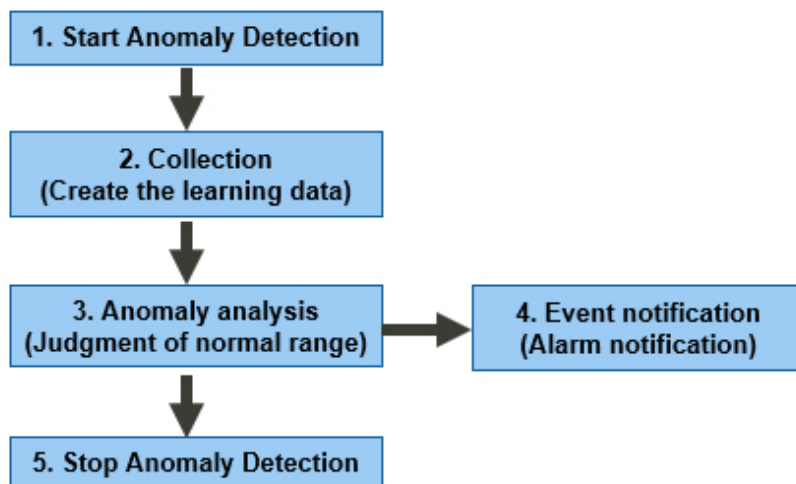 1. Start Anomaly Detection
2. Collection
(Create the learning data)
3. Anomaly analysis
(Judgment of normal range)
4. Event notification
(Alarm notification)
5. Stop Anomaly Detection